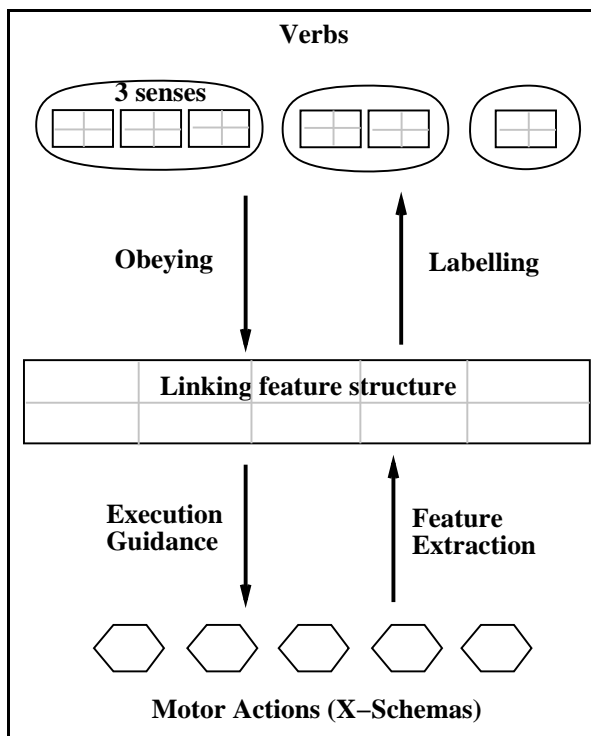 Verbs
3 senses
Obeying
Labelling
Linking feature structure
Execution
Guidance
Feature
Extraction
Motor Actions (X−Schemas)